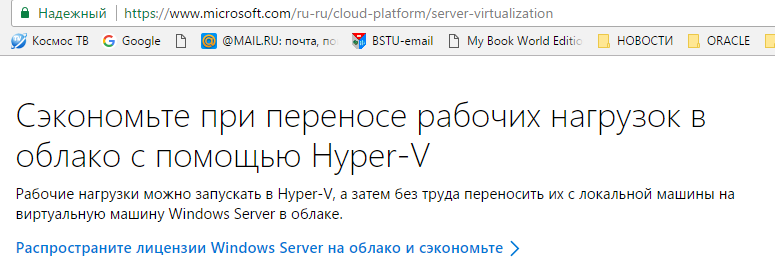 Надежный https://www.microsoft.com/ru-ru/cloud-platform/server-virtualization
Космос ТВ Google @MAIL.RU: почта, по BSTU-email My Book World Edition НОВОСТИ ORACLE
Сэкономьте при переносе рабочих нагрузок в
облако с помощью Hyper-V
Рабочие нагрузки можно запускать в Hyper-V, а затем без труда переносить их с локальной машины на
виртуальную машину Windows Server в облаке.
Распространите лицензии Windows Server на облако и сэкономьте